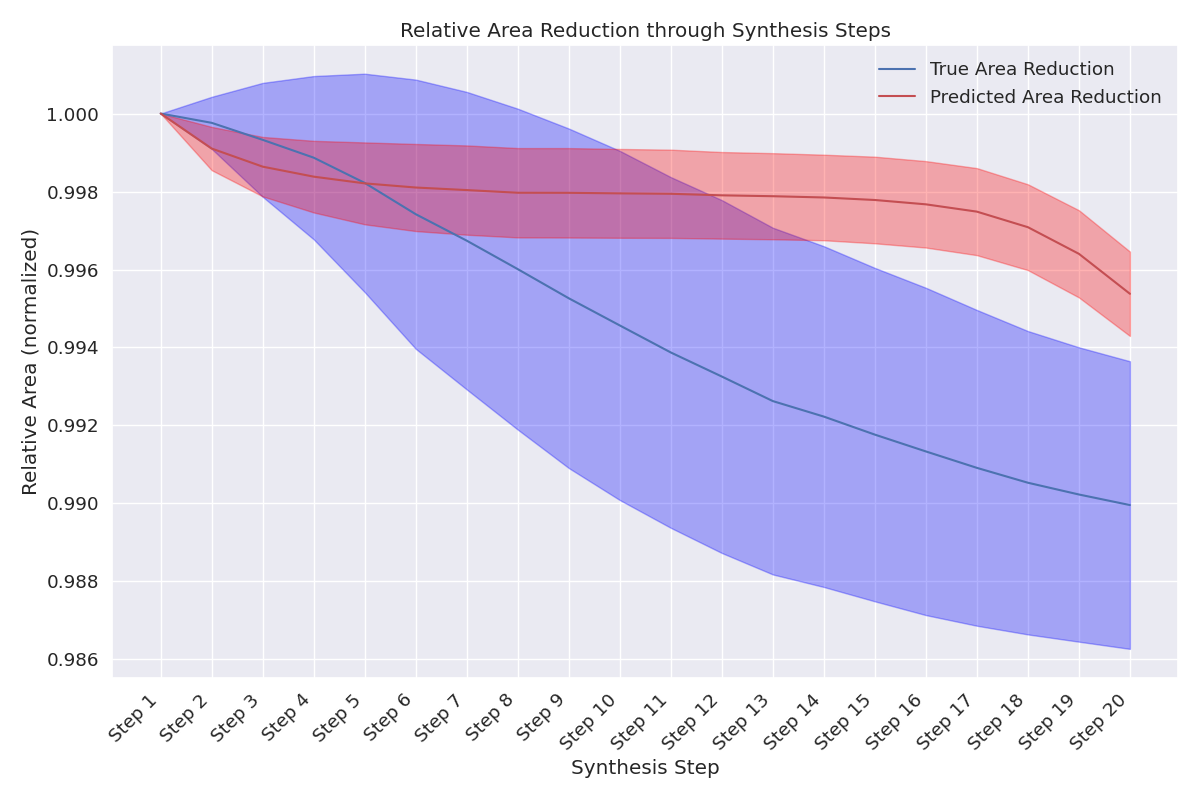 Relative Area Reduction through Synthesis Steps
True Area Reduction
Predicted Area Reduction
Relative Area (normalized)
1.000
0.998
0.996
0.994
0.992
0.990
0.988
0.986
Step 1
Step 2
Step 3
Step 4
Step 5
Step 6
Step 7
Step 8
Step 9
Step 10
Step 11
Step 12
Step 13
Step 14
Step 15
Step 16
Step 17
Step 18
Step 19
Step 20
Synthesis Step